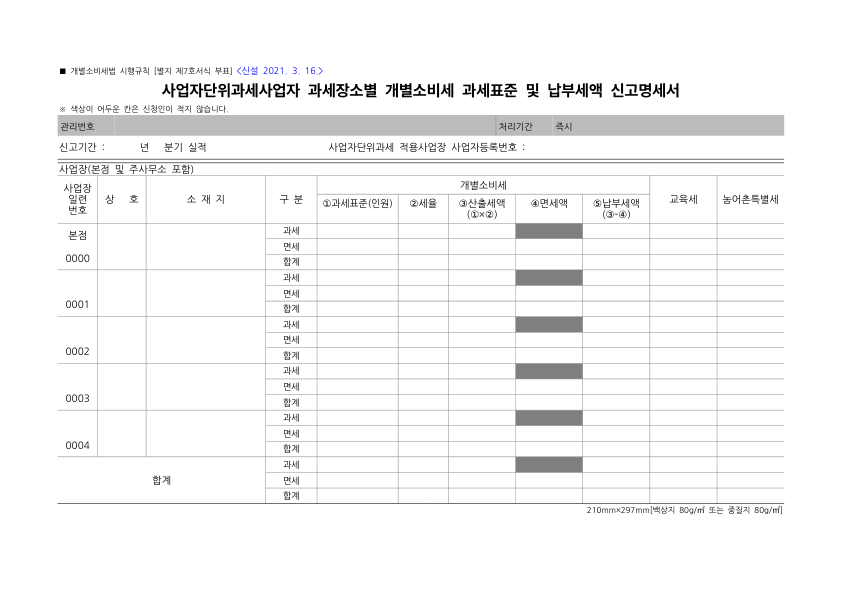 ■ 개별소비세법 시행규칙 [별지 제7호서식 부표] <신설 2021. 3. 16.>
사업자단위과세사업자 과세장소별 개별소비세 과세표준 및 납부세액 신고명세서
※ 색상이 어두운 칸은 신청인이 적지 않습니다.
관리번호 처리기간 즉시
신고기간 : 년 분기 실적 사업자단위과세 적용사업장 사업자등록번호 :
사업장(본점 및 주사무소 포함)
사업장 일련 번호 상 호 소 재 지 구 분 개별소비세 교육세 농어촌특별세
①과세표준(인원) ②세율 ③산출세액 (①×②) ④면세액 ⑤납부세액 (③-④)
본점 0000 과세
면세
합계
0001 과세
면세
합계
0002 과세
면세
합계
0003 과세
면세
합계
0004 과세
면세
합계
합계 과세
면세
합계
210mm×297mm[백상지 80g/㎡ 또는 중질지 80g/㎡]